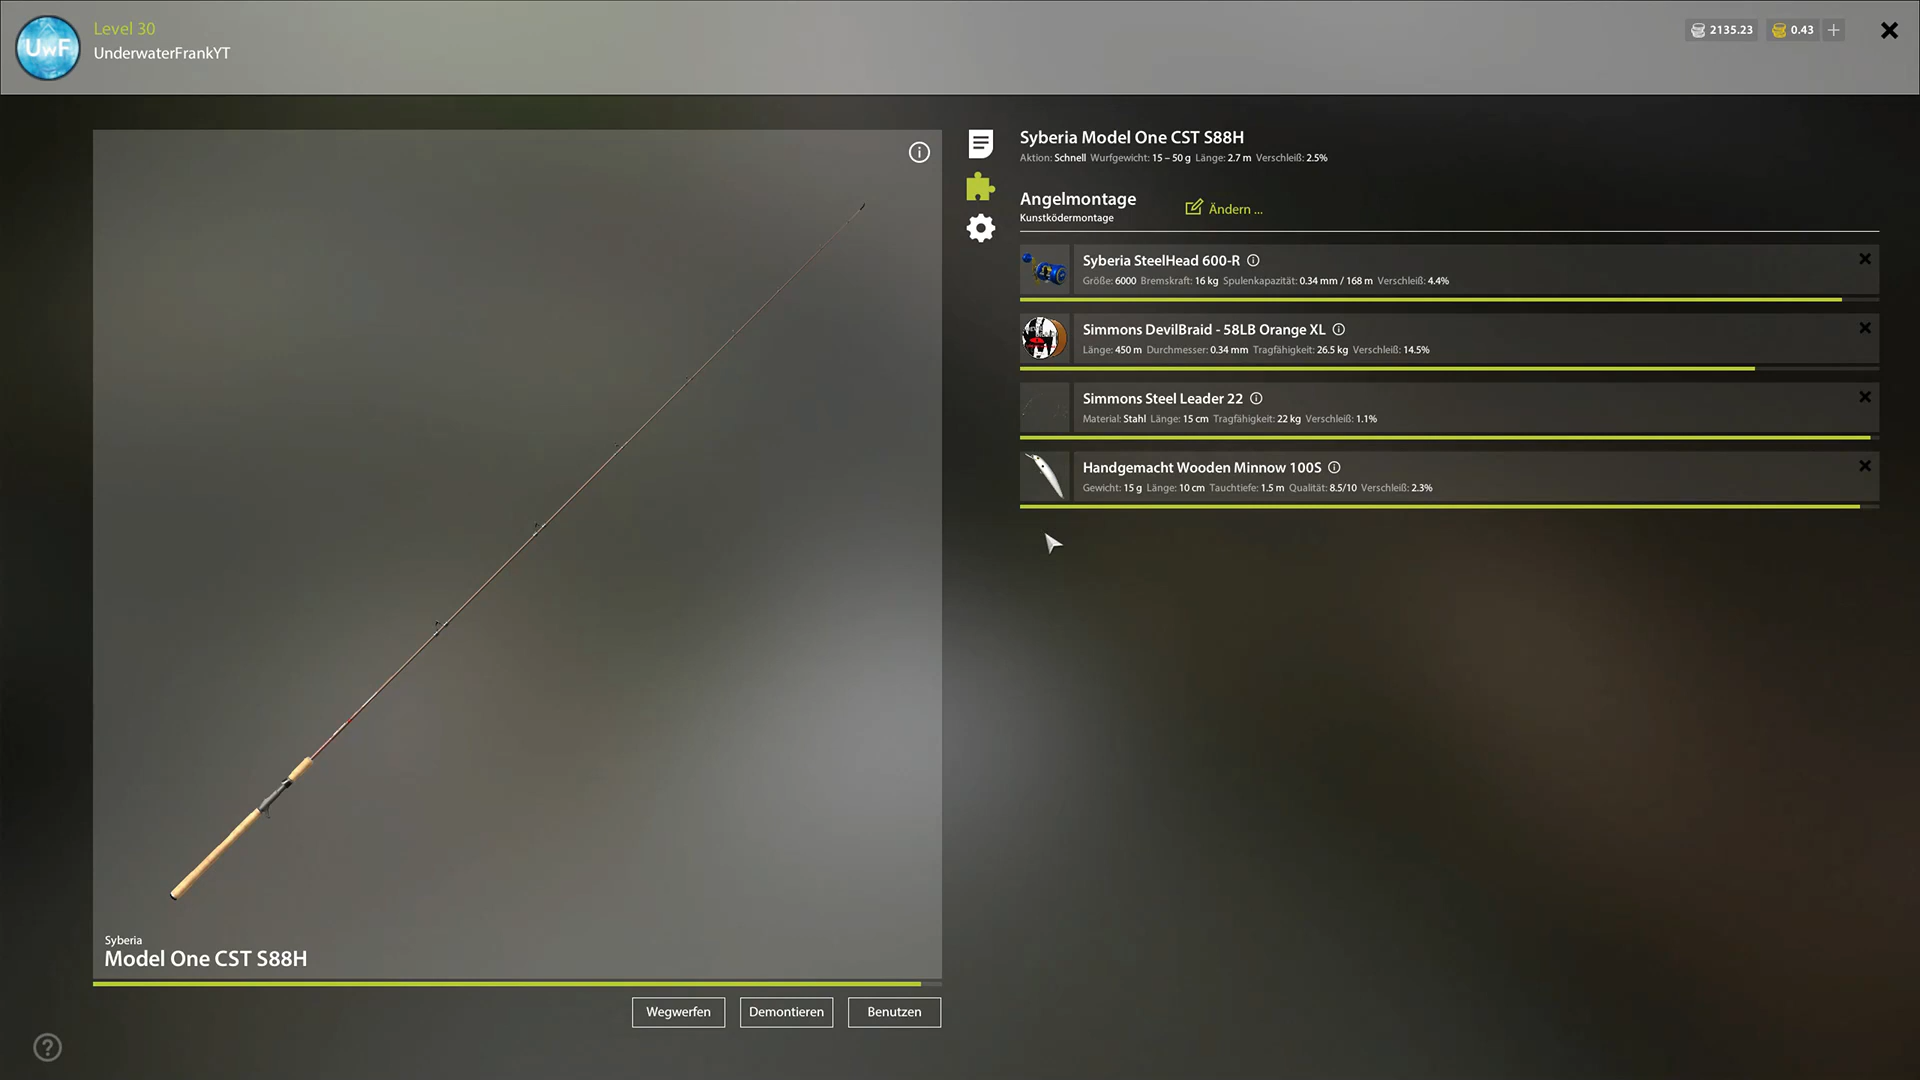 UwF
Level 30
UnderwaterFrankYT
2135.23
0.43
Syberia Model One CST S88H
Aktion: Schnell Wurfgewicht: 15 – 50 g Länge: 2.7 m Verschleiß: 2.5%
Angelmontage
Kunstködermontage
Ändern ...
Syberia SteelHead 600-R
Größe: 6000 Bremskraft: 16 kg Spulenkapazität: 0.34 mm / 168 m Verschleiß: 4.4%
Simmons DevilBraid - 58LB Orange XL
Länge: 450 m Durchmesser: 0.34 mm Tragfähigkeit: 26.5 kg Verschleiß: 14.5%
Simmons Steel Leader 22
Material: Stahl Länge: 15 cm Tragfähigkeit: 22 kg Verschleiß: 1.1%
Handgemacht Wooden Minnow 100S
Gewicht: 15 g Länge: 10 cm Tauchtiefe: 1.5 m Qualität: 8.5/10 Verschleiß: 2.3%
Syberia
Model One CST S88H
Wegwerfen
Demontieren
Benutzen